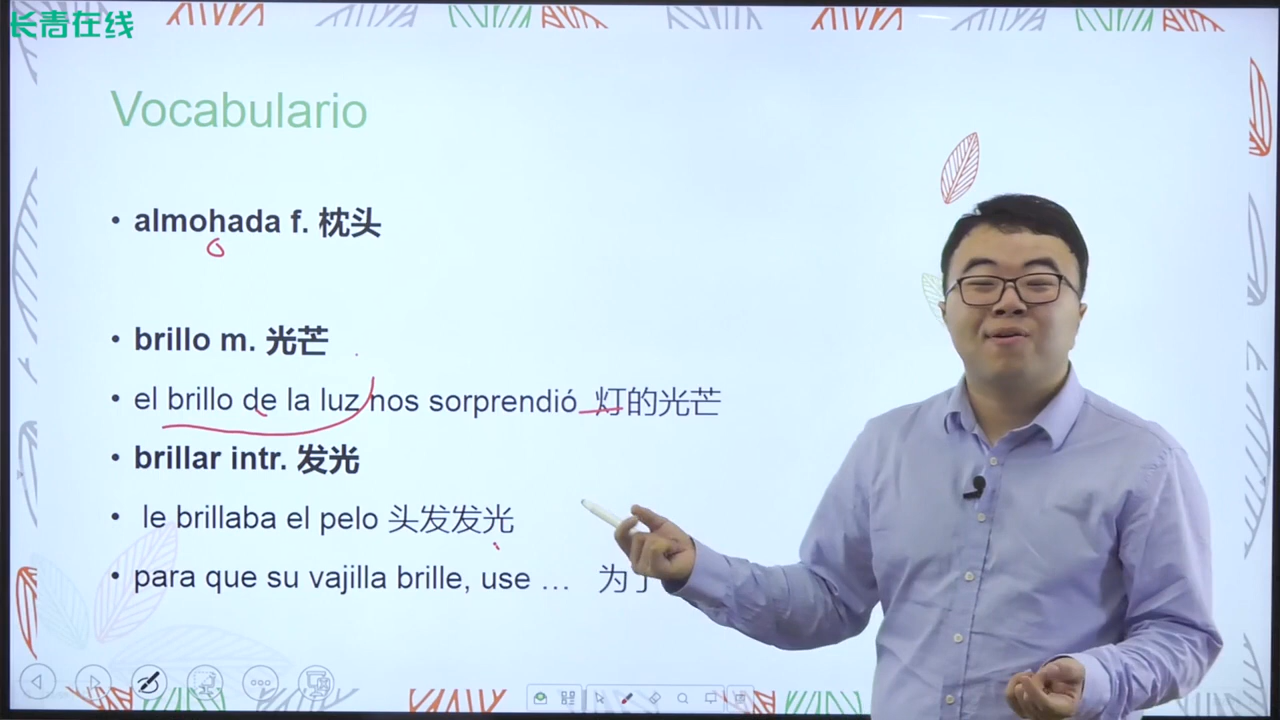 长青在线
Vocabulario
• almohada f. 枕头
• brillo m. 光芒
• el brillo de la luz nos sorprendió 灯的光芒
• brillar intr. 发光
• le brillaba el pelo 头发发光
• para que su vajilla brille, use … 为了